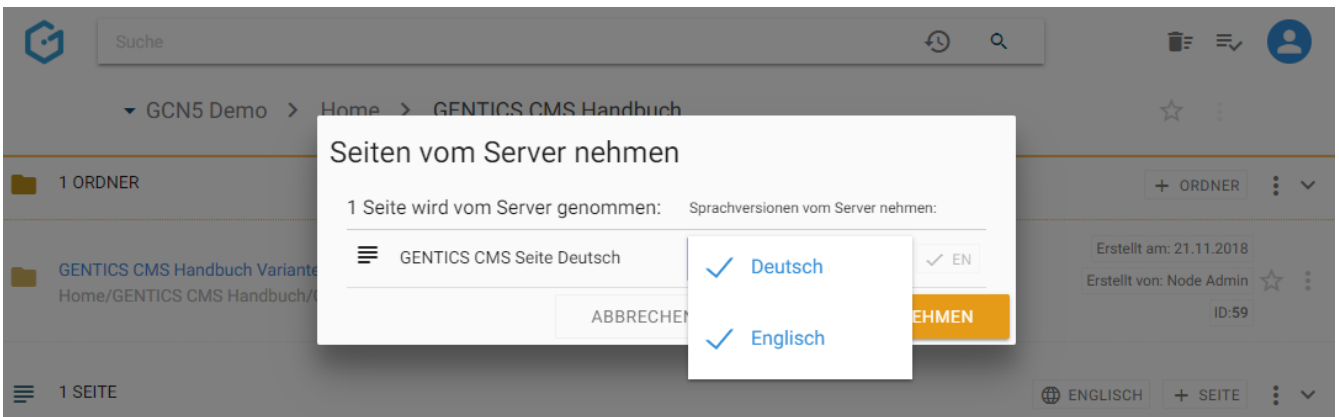 Suche
GCN5 Demo > Home > GENTICS CMS Handbuch
Seiten vom Server nehmen
1 ORDNER
+ ORDNER
1 Seite wird vom Server genommen: Sprachversionen vom Server nehmen:
GENTICS CMS Seite Deutsch
Deutsch
EN
GENTICS CMS Handbuch Variante
Home/GENTICS CMS Handbuch/
Erstellt am: 21.11.2018
Erstellt von: Node Admin
ID:59
ABBRECHEN
EHMEN
Englisch
1 SEITE
ENGLISCH
+ SEITE